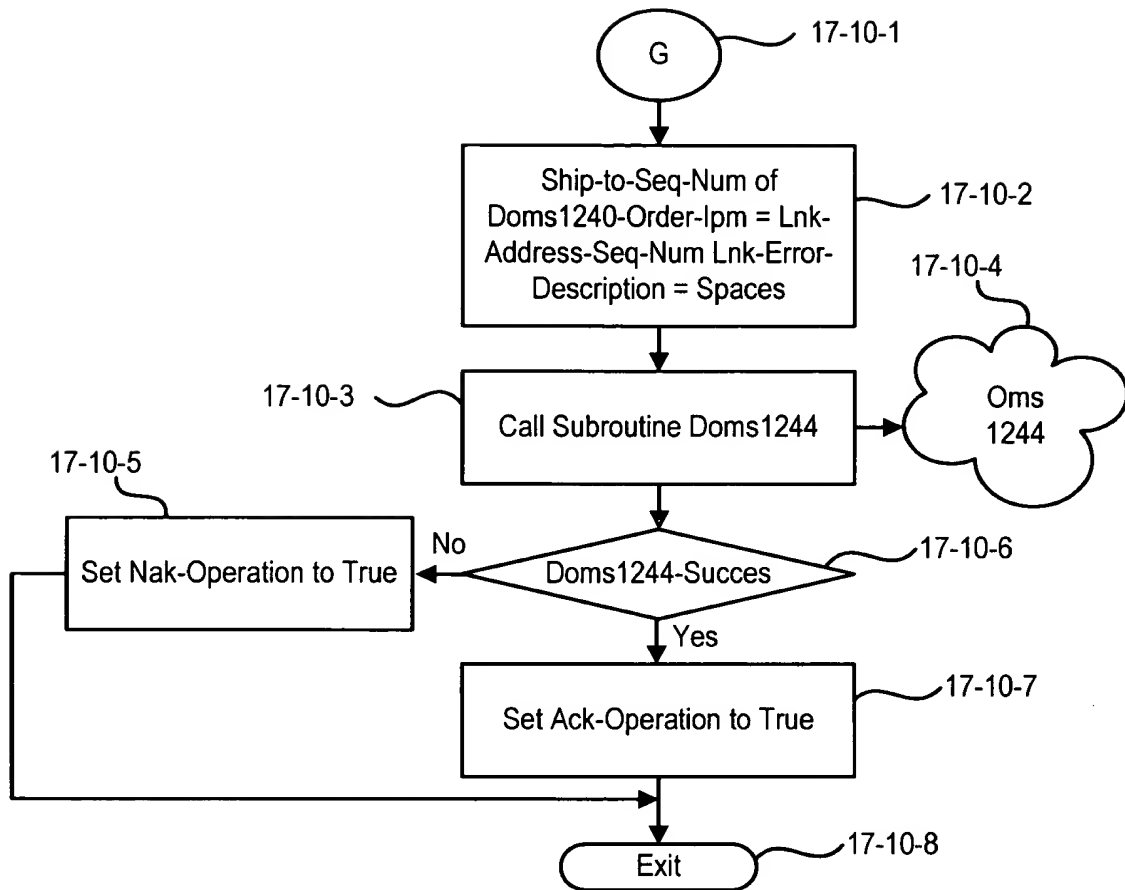 17-10-1
G
Ship-to-Seq-Num of
Doms1240-Order-Ipm = Lnk-
Address-Seq-Num Lnk-Error-
Description = Spaces
17-10-2
17-10-4
17-10-3
Call Subroutine Doms1244
Oms
1244
17-10-5
Set Nak-Operation to True
No
Doms1244-Succes
17-10-6
Yes
17-10-7
Set Ack-Operation to True
Exit
17-10-8